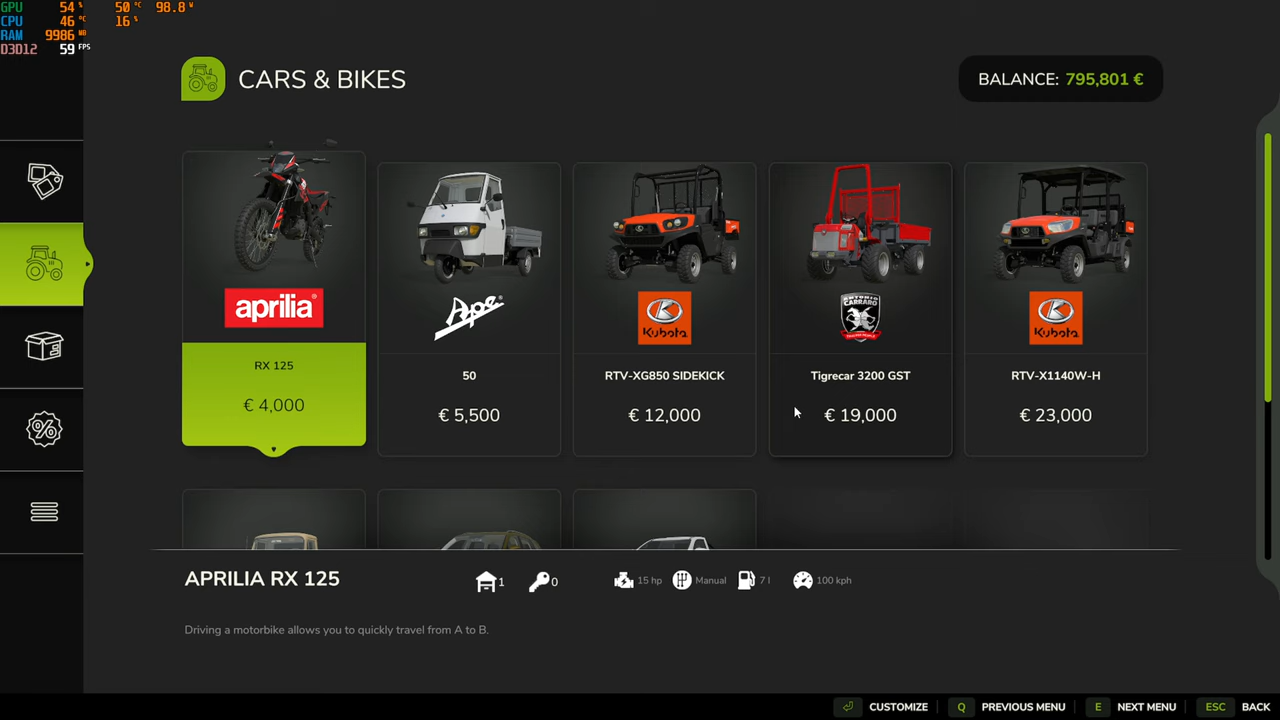 GPU 54 % 50 °C 98.8 W
CPU 46 °C 16 %
RAM 9986 MB
D3D12 59 FPS
CARS & BIKES
BALANCE: 795,801 €
aprilia®
Ape®
Kubota
ANTONIO CARRARO
Kubota
RX 125
50
RTV-XG850 SIDEKICK
Tigrecar 3200 GST
RTV-X1140W-H
€ 4,000
€ 5,500
€ 12,000
€ 19,000
€ 23,000
APRILIA RX 125
1
0
15 hp
Manual
7 l
100 kph
Driving a motorbike allows you to quickly travel from A to B.
CUSTOMIZE
Q PREVIOUS MENU
E NEXT MENU
ESC BACK